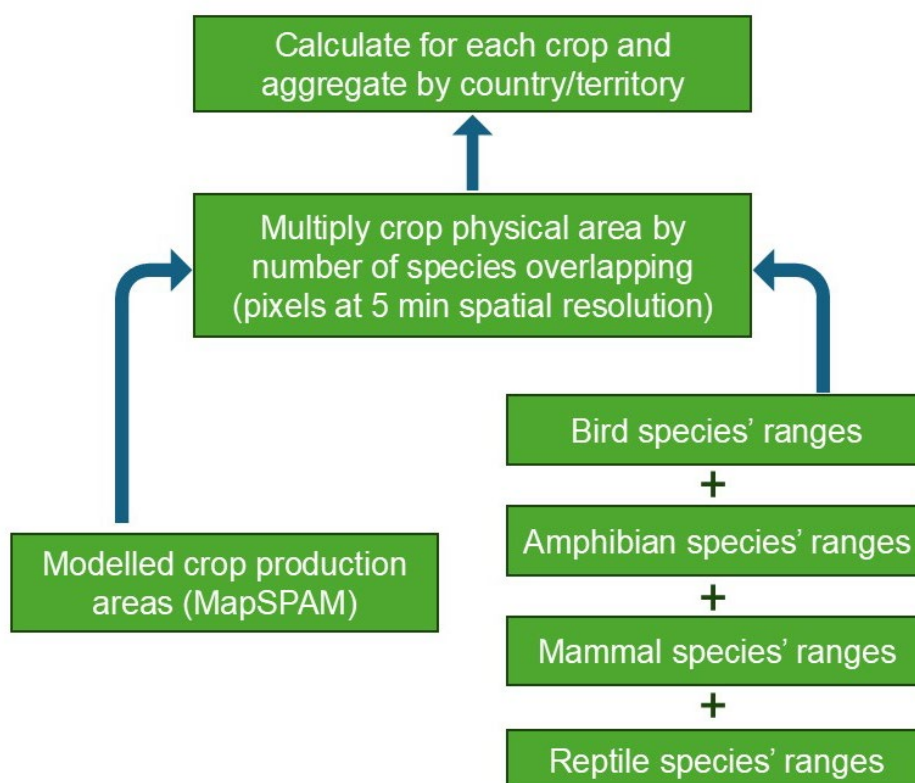 Calculate for each crop and
aggregate by country/territory
Multiply crop physical area by
number of species overlapping
(pixels at 5 min spatial resolution)
Modelled crop production
areas (MapSPAM)
Bird species’ ranges
+
Amphibian species’ ranges
+
Mammal species’ ranges
+
Reptile species’ ranges